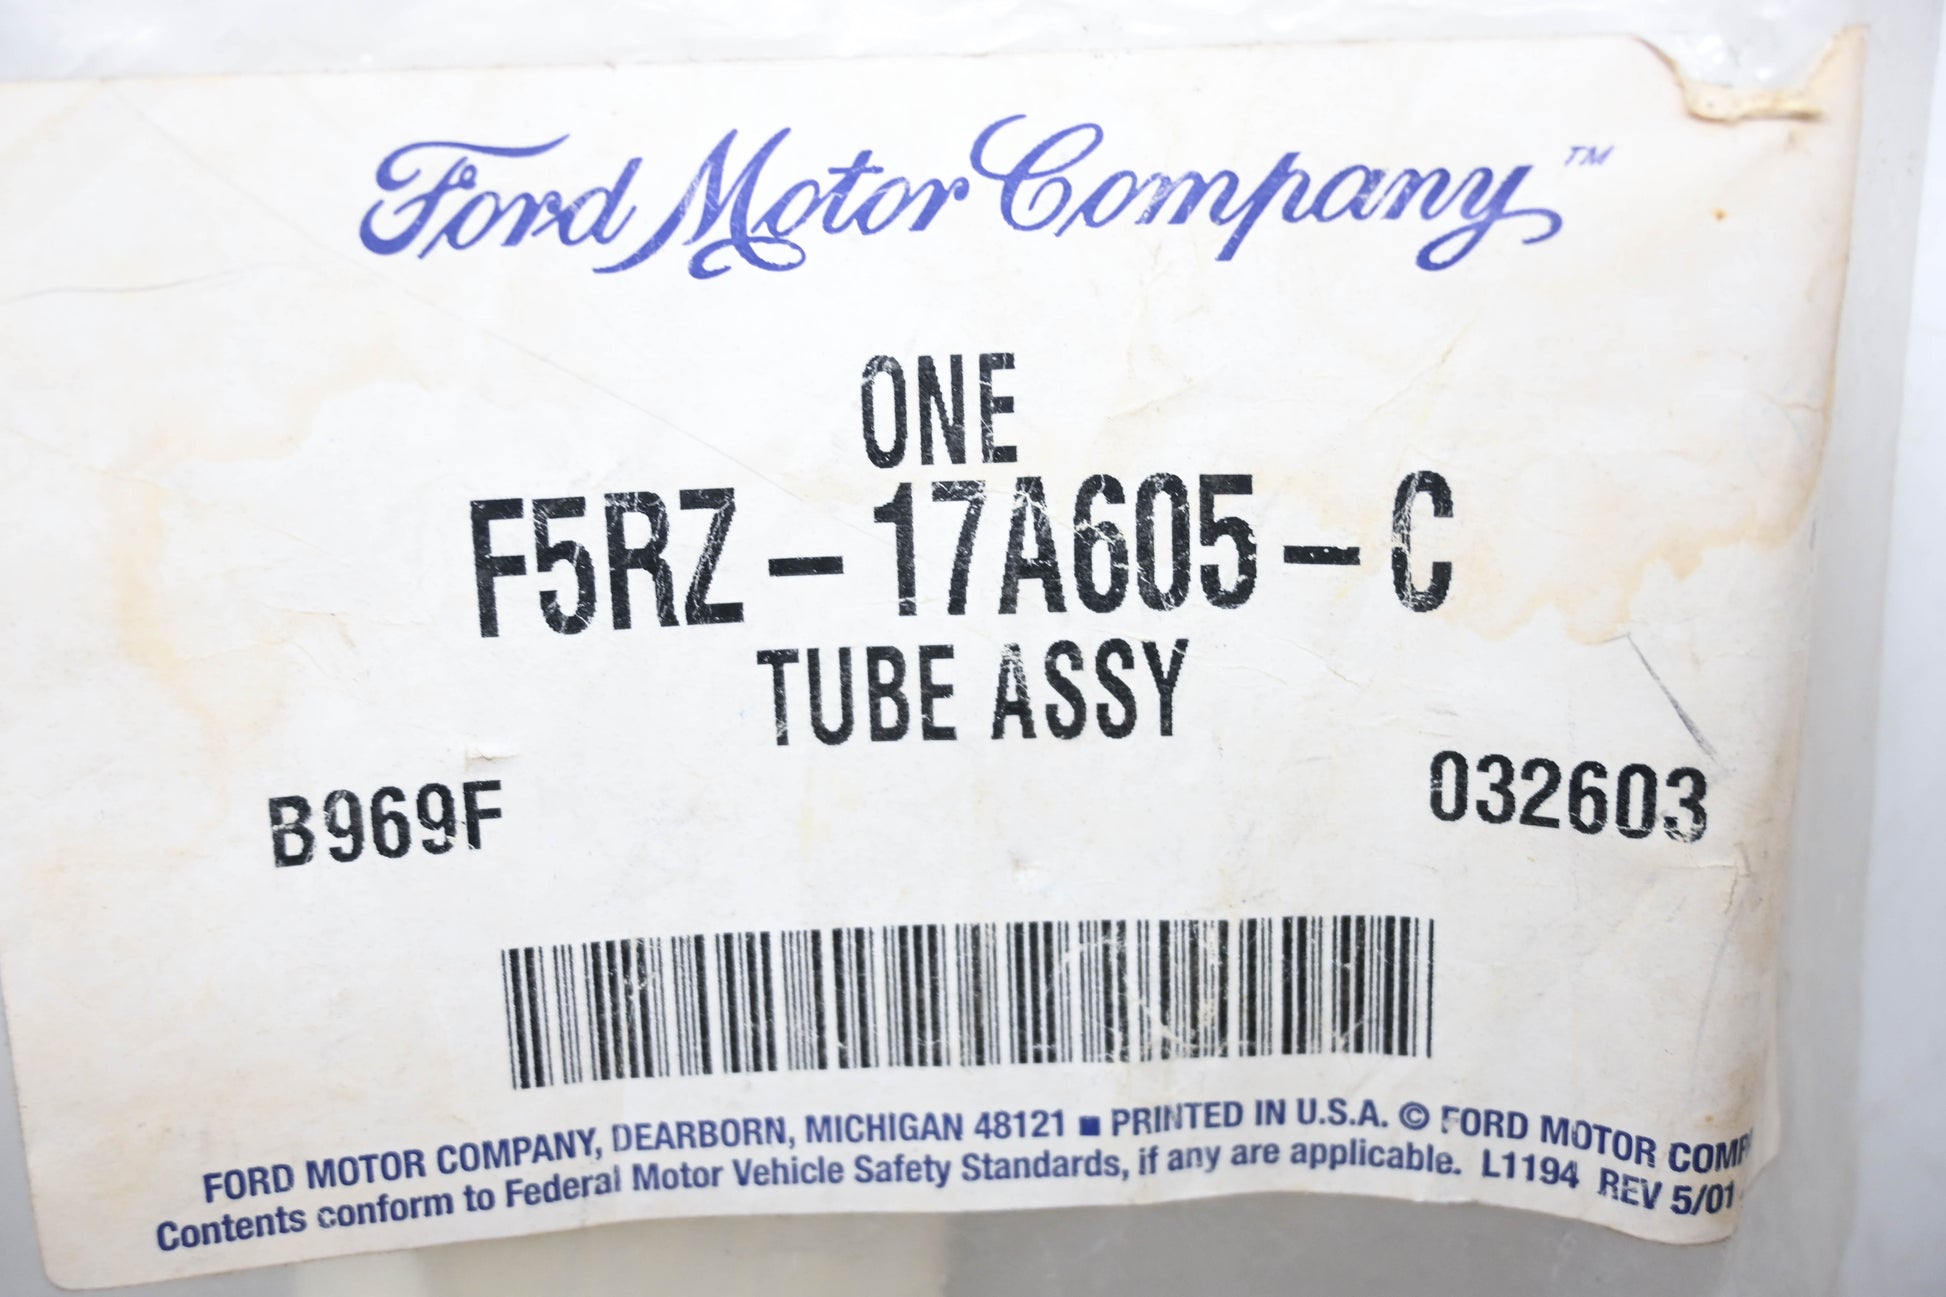 Ford Motor Company™
ONE
F5RZ-17A605-C
TUBE ASSY
B969F 032603
FORD MOTOR COMPANY, DEARBORN, MICHIGAN 48121 ■ PRINTED IN U.S.A. © FORD MOTOR
Contents conform to Federal Motor Vehicle Safety Standards, if any are applicable. L1194 REV 5/01